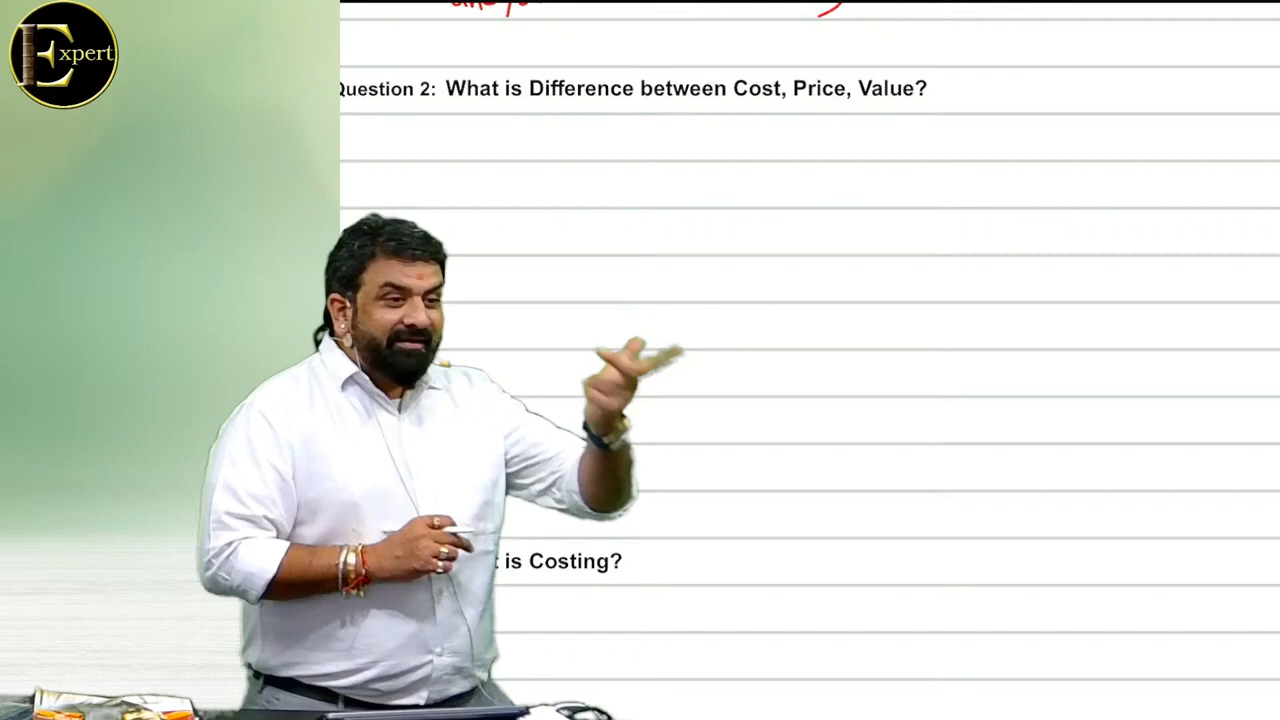 Expert
Question 2: What is Difference between Cost, Price, Value?
is Costing?